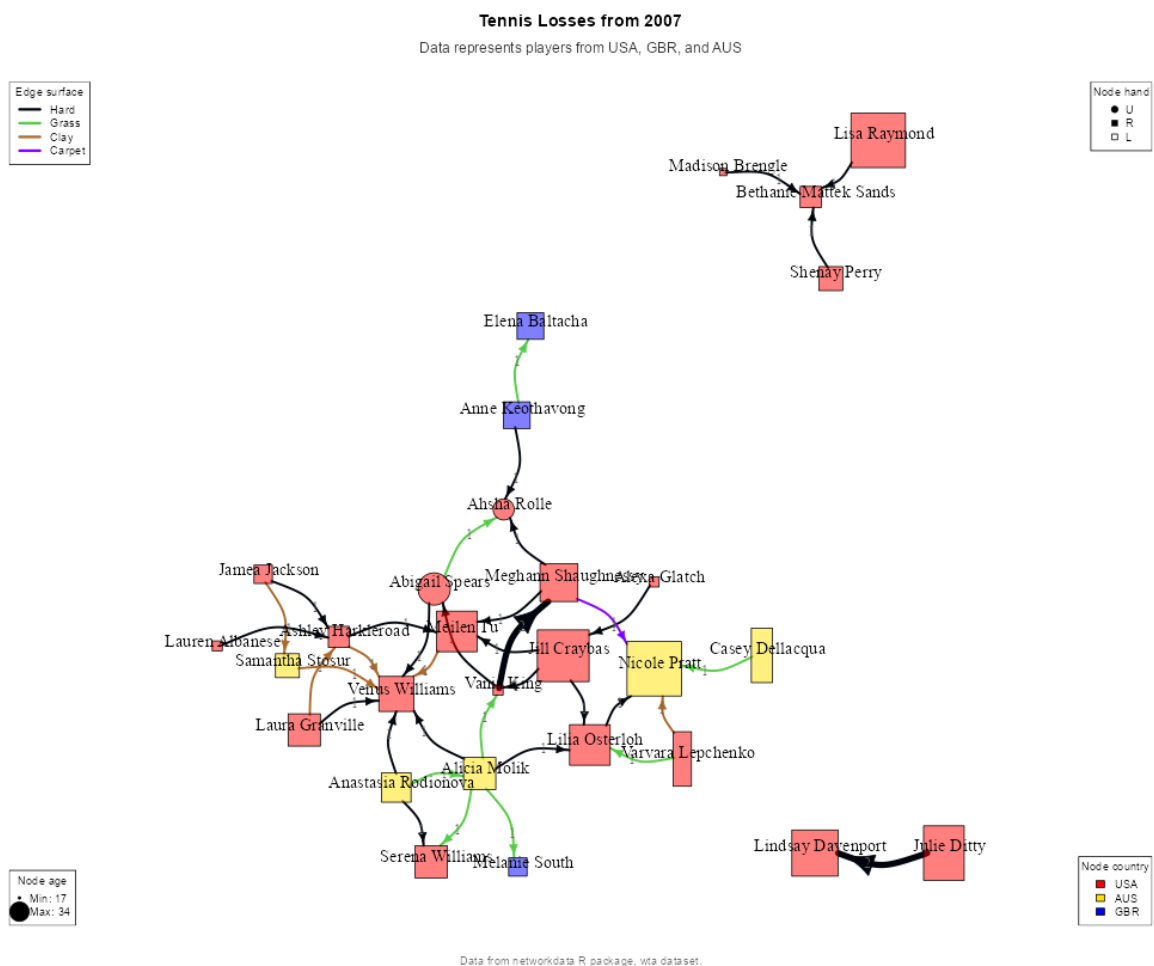 Tennis Losses from 2007
Data represents players from USA, GBR, and AUS
Edge surface
Hard
Grass
Clay
Carpet
Node hand
U
R
L
Lisa Raymond
Madison Brengle
Bethanie Mattek Sands
Shenay Perry
Elena Baltacha
Anne Keothavong
Ahsha Rolle
Jamea Jackson
Abigail Spears
Meghann Shaughnessy
Alexa Glatch
Lauren Albanese
Ashley Harkleroad
Meilen Tu
Jill Craybas
Casey Dellacqua
Samantha Stosur
Nicole Pratt
Venus Williams
Vania King
Laura Granville
Lilia Osterloh
Varvara Lepchenko
Alicia Molik
Anastasia Rodionova
Serena Williams
Melanie South
Lindsay Davenport
Julie Ditty
Node age
Min: 17
Max: 34
Node country
USA
AUS
GBR
Data from networkdata R package, wta dataset.